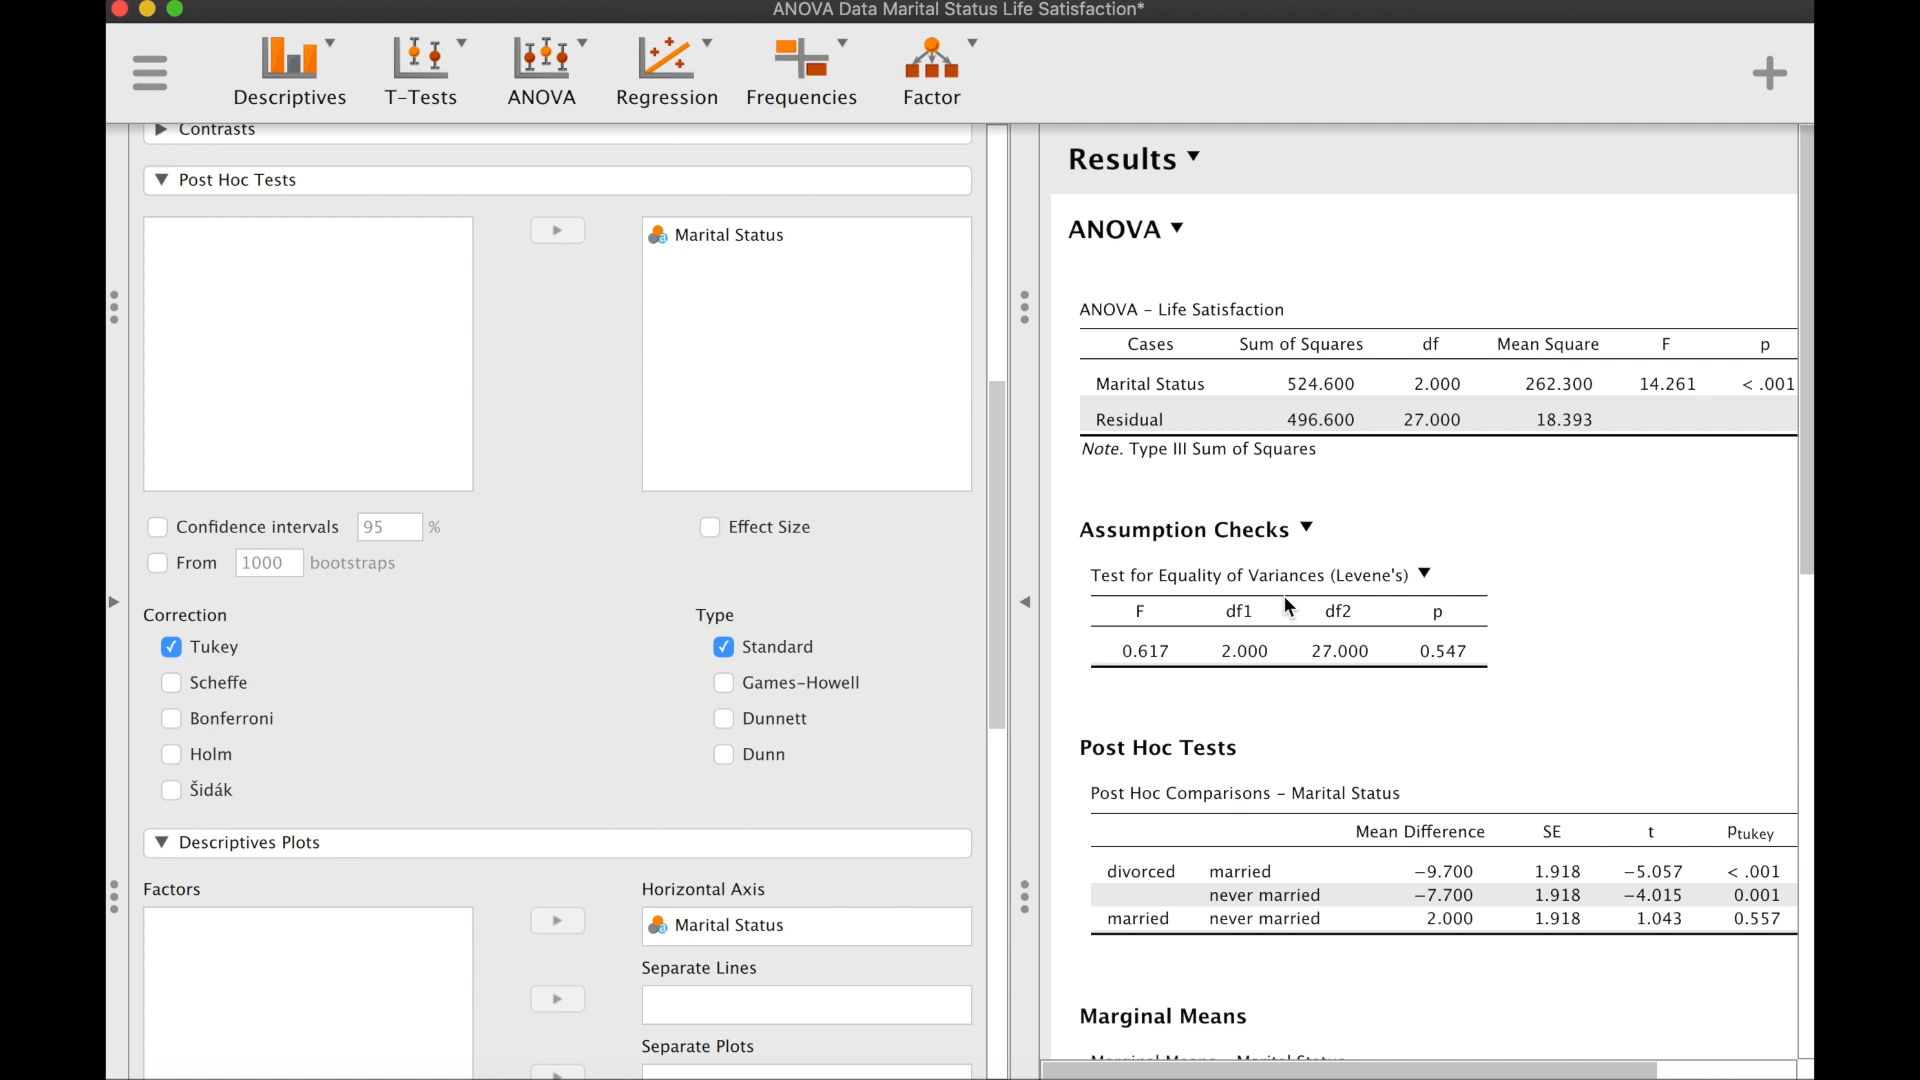 ANOVA Data Marital Status Life Satisfaction*
Descriptives T-Tests ANOVA Regression Frequencies Factor
Contrasts
Post Hoc Tests
Marital Status
Confidence intervals 95 %
Effect Size
From 1000 bootstraps
Correction
Type
Tukey
Standard
Scheffe
Games-Howell
Bonferroni
Dunnett
Holm
Dunn
Šidák
Descriptives Plots
Factors
Horizontal Axis
Marital Status
Separate Lines
Separate Plots
Results
ANOVA
ANOVA – Life Satisfaction
Cases Sum of Squares df Mean Square F p
Marital Status 524.600 2.000 262.300 14.261 < .001
Residual 496.600 27.000 18.393
Note. Type III Sum of Squares
Assumption Checks
Test for Equality of Variances (Levene's)
F df1 df2 p
0.617 2.000 27.000 0.547
Post Hoc Tests
Post Hoc Comparisons – Marital Status
Mean Difference SE t ptukey
divorced married −9.700 1.918 −5.057 < .001
never married −7.700 1.918 −4.015 0.001
married never married 2.000 1.918 1.043 0.557
Marginal Means
Marginal Means – Marital Status